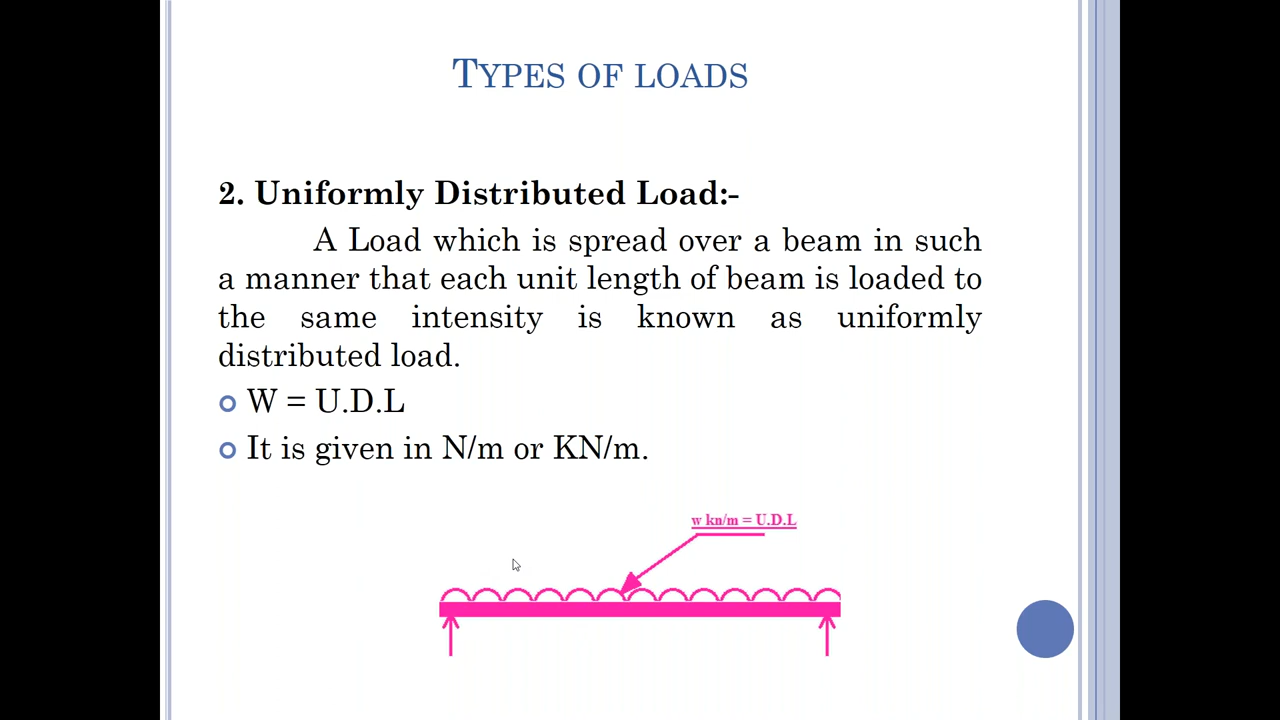 TYPES OF LOADS
2. Uniformly Distributed Load:-
A Load which is spread over a beam in such
a manner that each unit length of beam is loaded to
the same intensity is known as uniformly
distributed load.
W = U.D.L
It is given in N/m or KN/m.
w kn/m = U.D.L